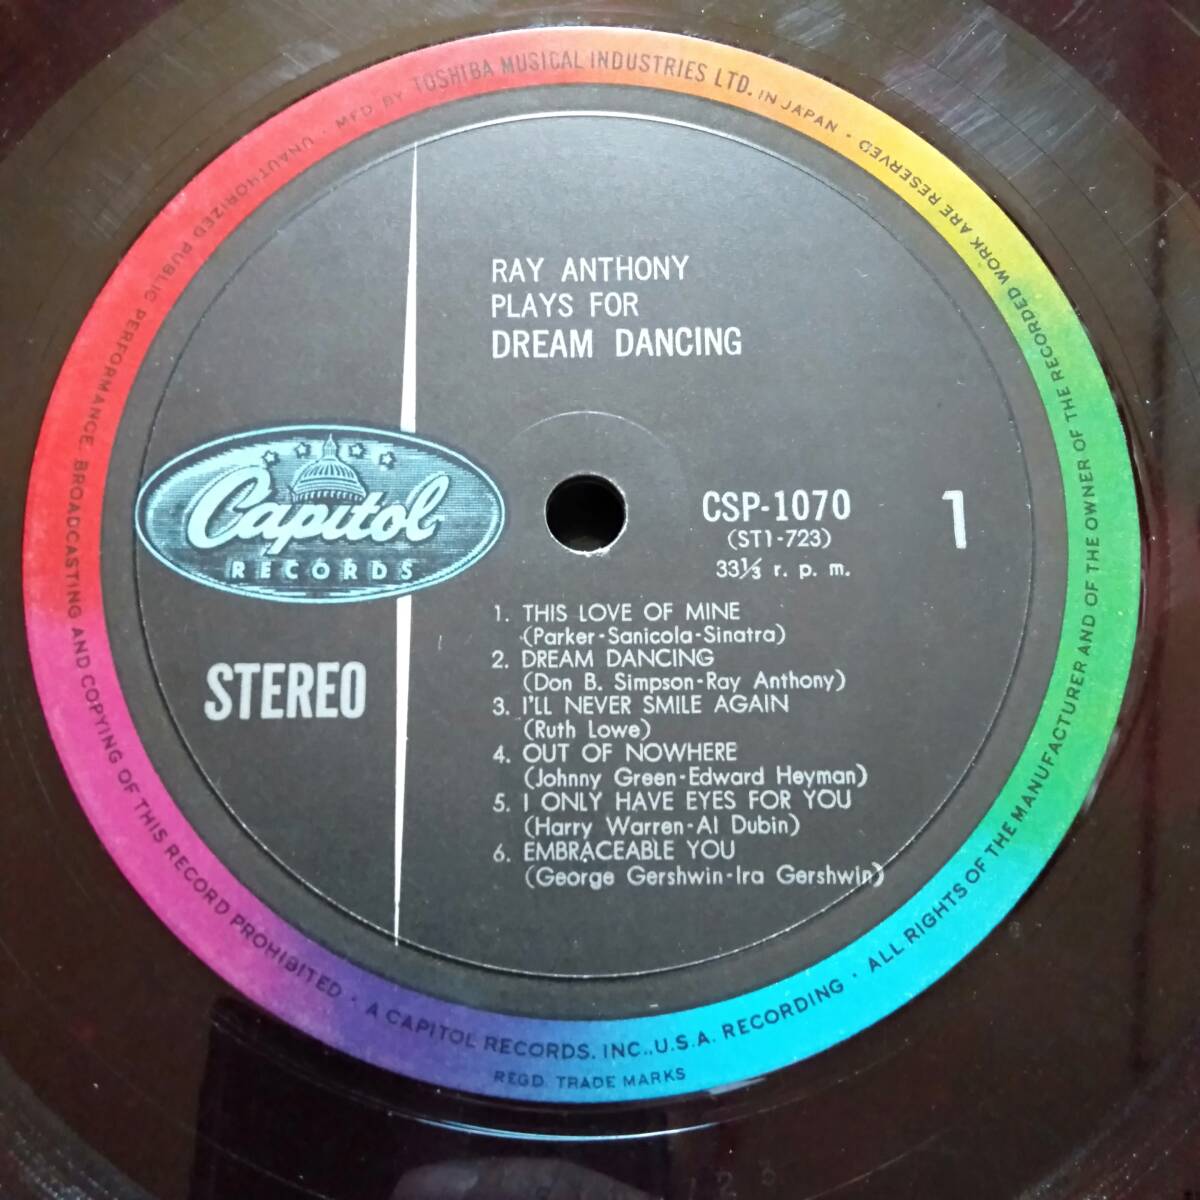 MFD. BY TOSHIBA MUSICAL INDUSTRIES LTD. IN JAPAN · ALL RIGHTS OF THE MANUFACTURER AND OF THE OWNER OF THE RECORDED WORK ARE RESERVED
UNAUTHORIZED PUBLIC PERFORMANCE, BROADCASTING AND COPYING OF THIS RECORD PROHIBITED · A CAPITOL RECORDS, INC., U.S.A. RECORDING ·
REGD. TRADE MARKS
RAY ANTHONY
PLAYS FOR
DREAM DANCING
Capitol
RECORDS
STEREO
CSP-1070
(ST1-723)
33⅓ r. p. m.
1
1. THIS LOVE OF MINE
(Parker-Sanicola-Sinatra)
2. DREAM DANCING
(Don B. Simpson-Ray Anthony)
3. I'LL NEVER SMILE AGAIN
(Ruth Lowe)
4. OUT OF NOWHERE
(Johnny Green-Edward Heyman)
5. I ONLY HAVE EYES FOR YOU
(Harry Warren-Al Dubin)
6. EMBRACEABLE YOU
(George Gershwin-Ira Gershwin)